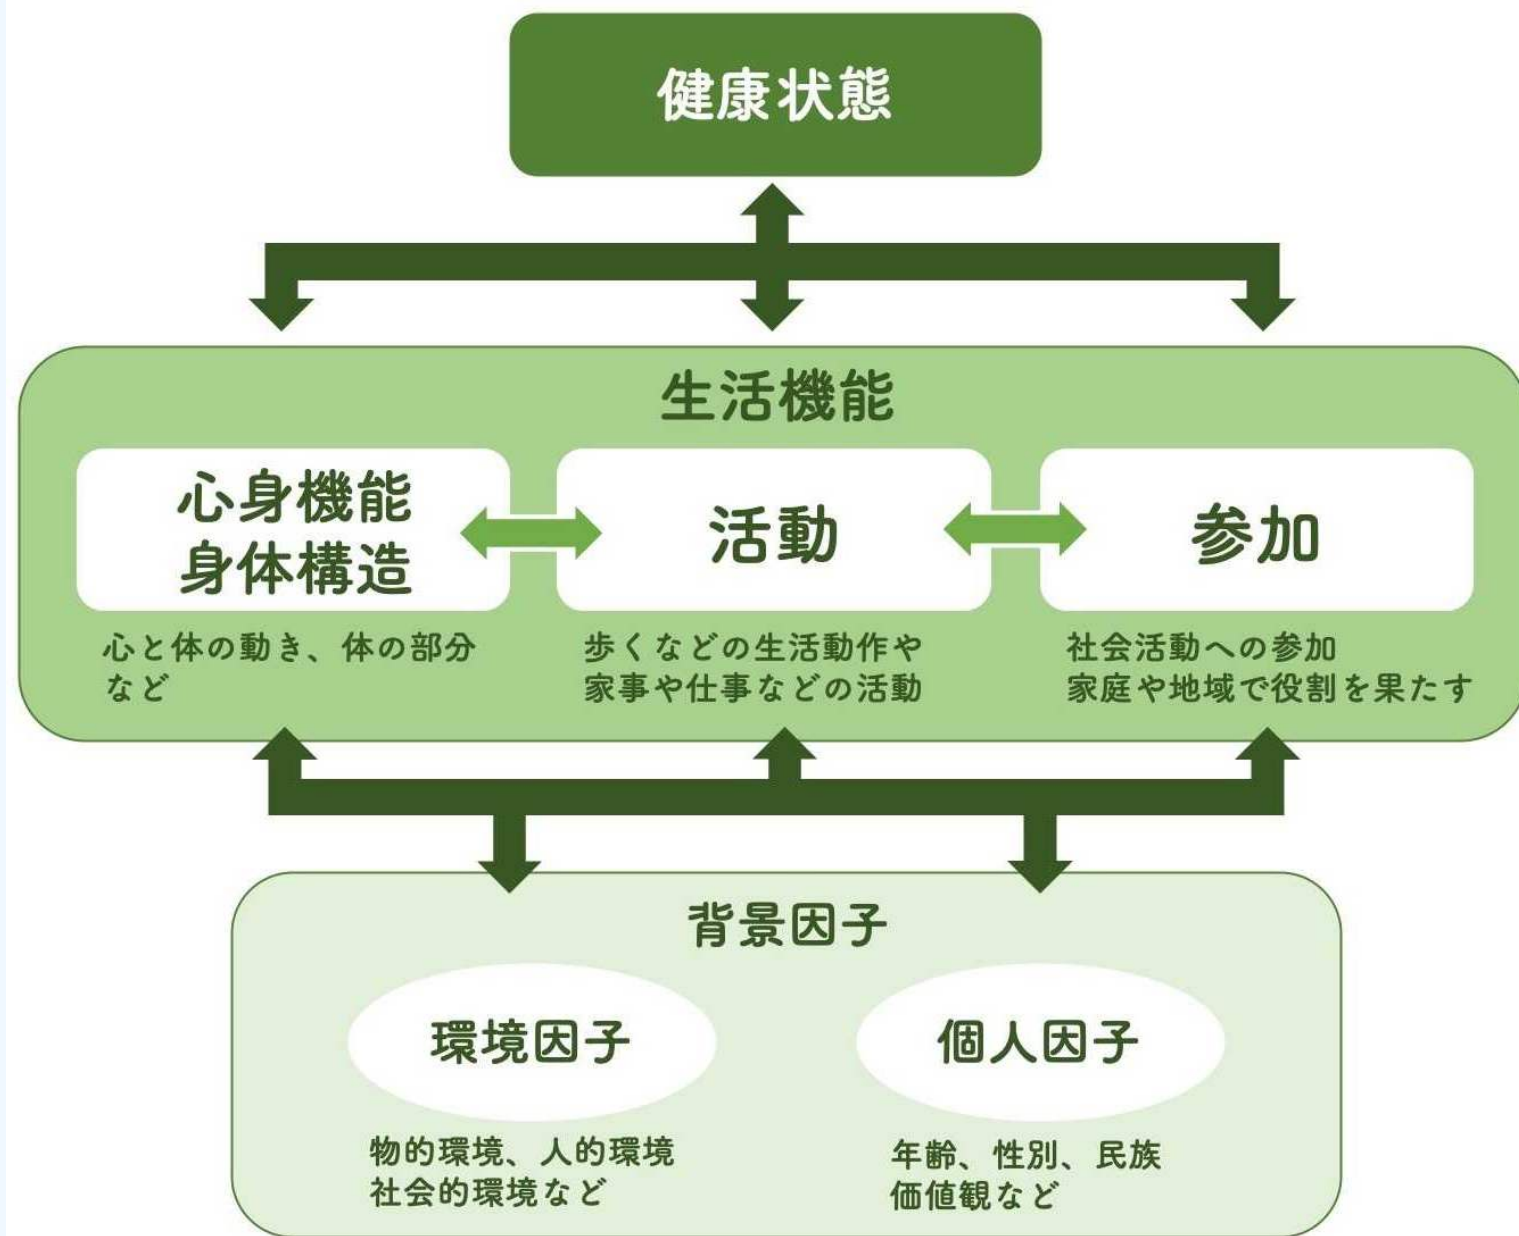 健康状態
生活機能
心身機能
身体構造
心と体の動き、体の部分
など
活動
歩くなどの生活動作や
家事や仕事などの活動
参加
社会活動への参加
家庭や地域で役割を果たす
背景因子
環境因子
物的環境、人的環境
社会的環境など
個人因子
年齢、性別、民族
価値観など